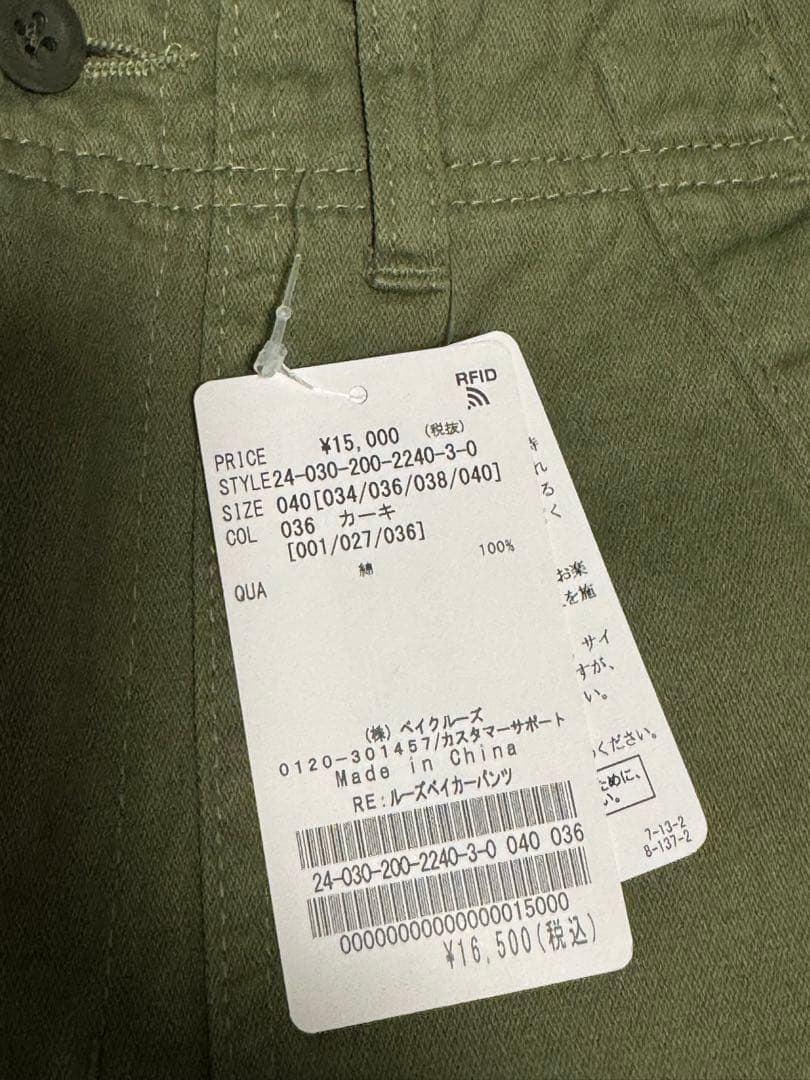 RFID
PRICE ¥15,000 (税抜)
STYLE 24-030-200-2240-3-0
SIZE 040[034/036/038/040]
COL 036 カーキ
[001/027/036]
QUA 綿 100%
(株) ベイクルーズ
0120-301457/カスタマーサポート
Made in China
RE:ルーズベイカーパンツ
24-030-200-2240-3-0 040 036
00000000000000015000
¥16,500(税込)
れ
る
く
お楽
を施
サイ
すが、
い。
ください。
ために、
い。
7-13-2
8-137-2